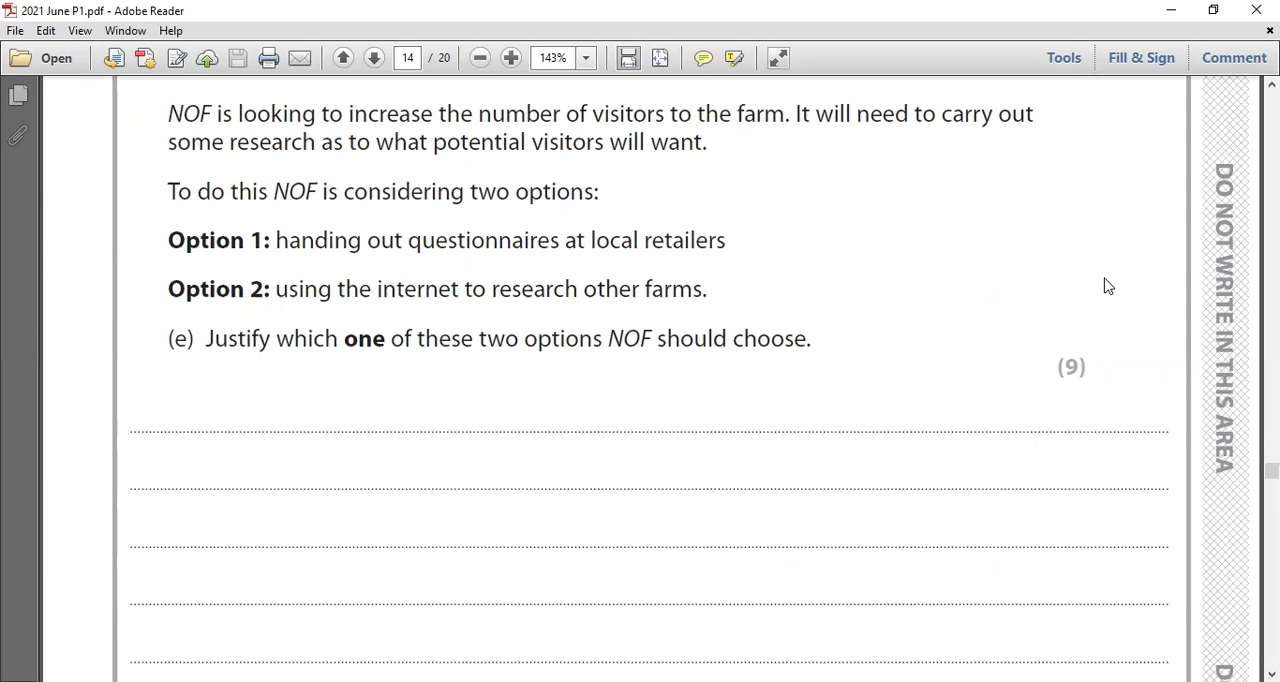 2021 June P1.pdf - Adobe Reader
File Edit View Window Help
Open 14 / 20 143% Tools Fill & Sign Comment
NOF is looking to increase the number of visitors to the farm. It will need to carry out
some research as to what potential visitors will want.
To do this NOF is considering two options:
Option 1: handing out questionnaires at local retailers
Option 2: using the internet to research other farms.
(e) Justify which one of these two options NOF should choose.
(9)
DO NOT WRITE IN THIS AREA
D